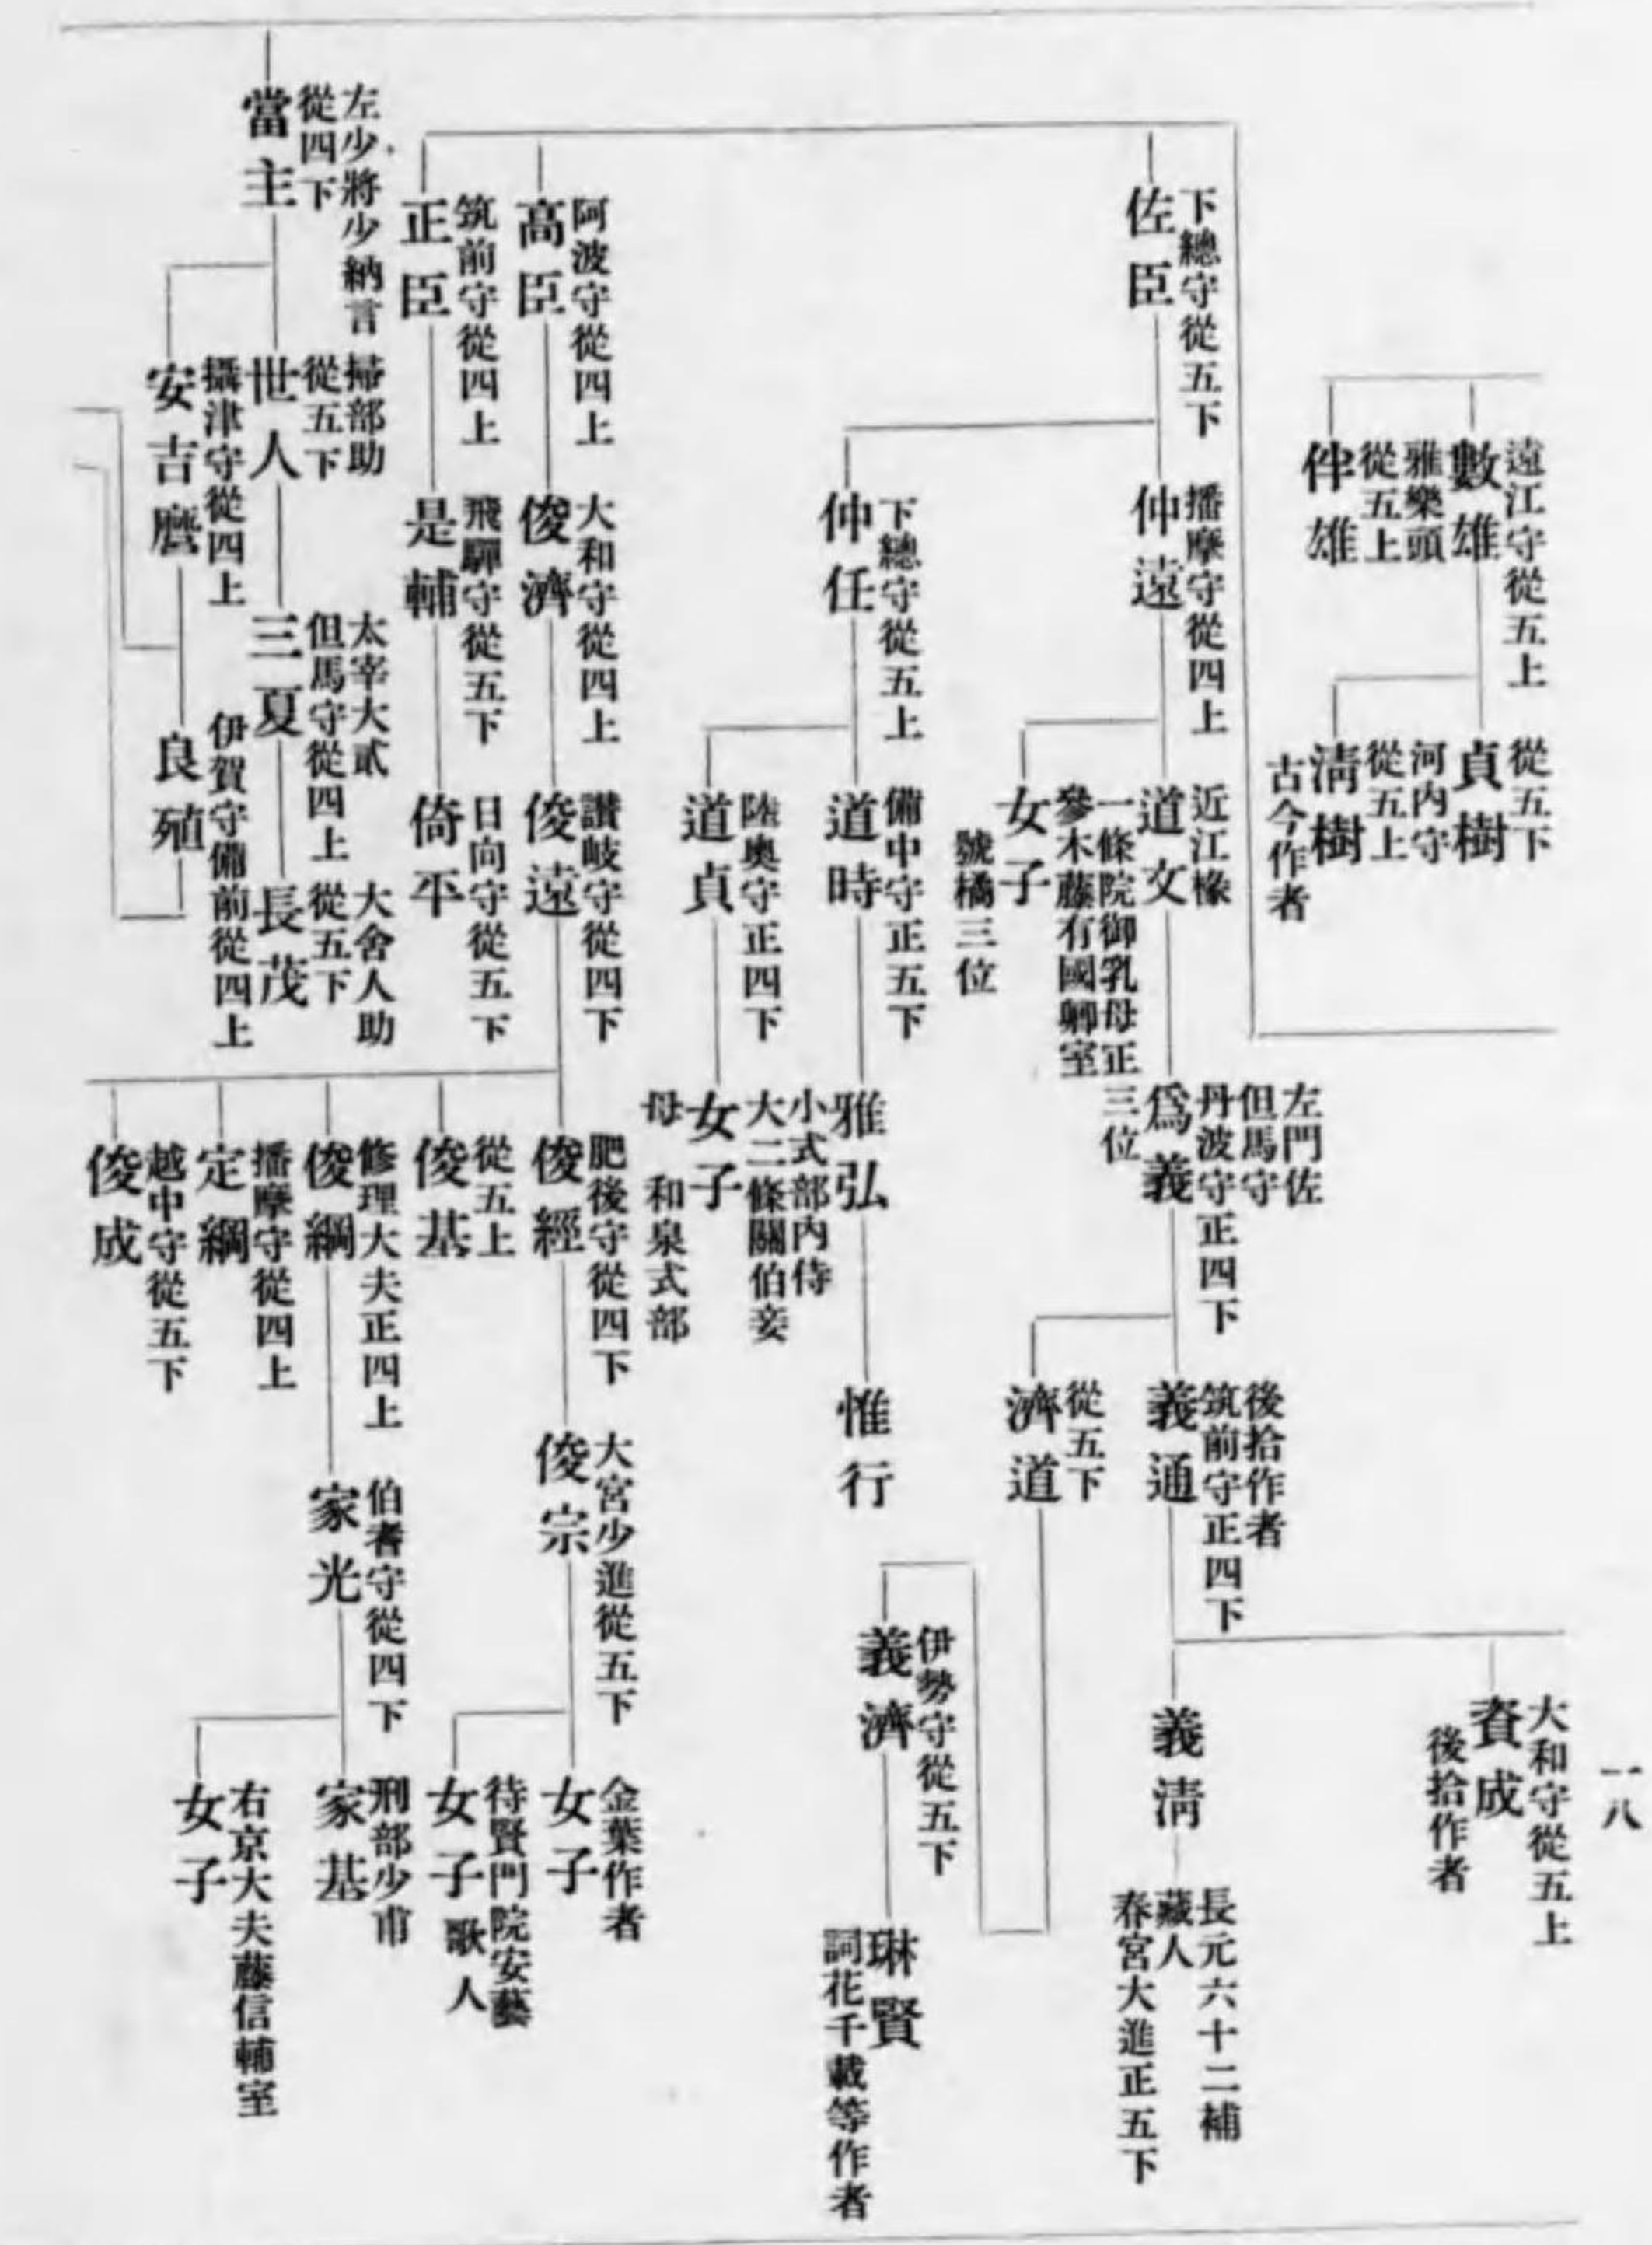 一八
遠江守從五上
數雄
雅樂頭
從五上
伴雄
從五下
貞樹
河内守
從五上
淸樹
古今作者
大和守從五上
資成
後拾作者
下總守從五下
佐臣
播摩守從四上
仲遠
近江掾
道文
一條院御乳母正三位
參木藤有國卿室
女子
號橘三位
左門佐
但馬守
丹波守正四下
爲義
後拾作者
筑前守正四下
義通
長元六十二補
藏人
春宮大進正五下
義淸
從五下
濟道
伊勢守從五下
義濟
琳賢
詞花千載等作者
下總守從五上
仲任
備中守正五下
道時
雅弘
惟行
陸奥守正四下
道貞
小式部内侍
大二條關白妾
女子
母 和泉式部
阿波守從四上
高臣
大和守從四上
俊濟
讃岐守從四下
俊遠
肥後守從四下
俊經
大宮少進從五下
俊宗
金葉作者
女子
待賢門院安藝
女子
歌人
從五上
俊基
修理大夫正四上
俊綱
伯耆守從四下
家光
刑部少甫
家基
右京大夫藤信輔室
女子
播摩守從四上
定綱
越中守從五下
俊成
筑前守從四上
正臣
飛驒守從五下
是輔
日向守從五下
倚平
左少將少納言
從四下
當主
掃部助
從五下
世人
太宰大貳
但馬守從四上
三夏
大舍人助
從五下
長茂
攝津守從四上
安吉麿
伊賀守備前從四上
良殖